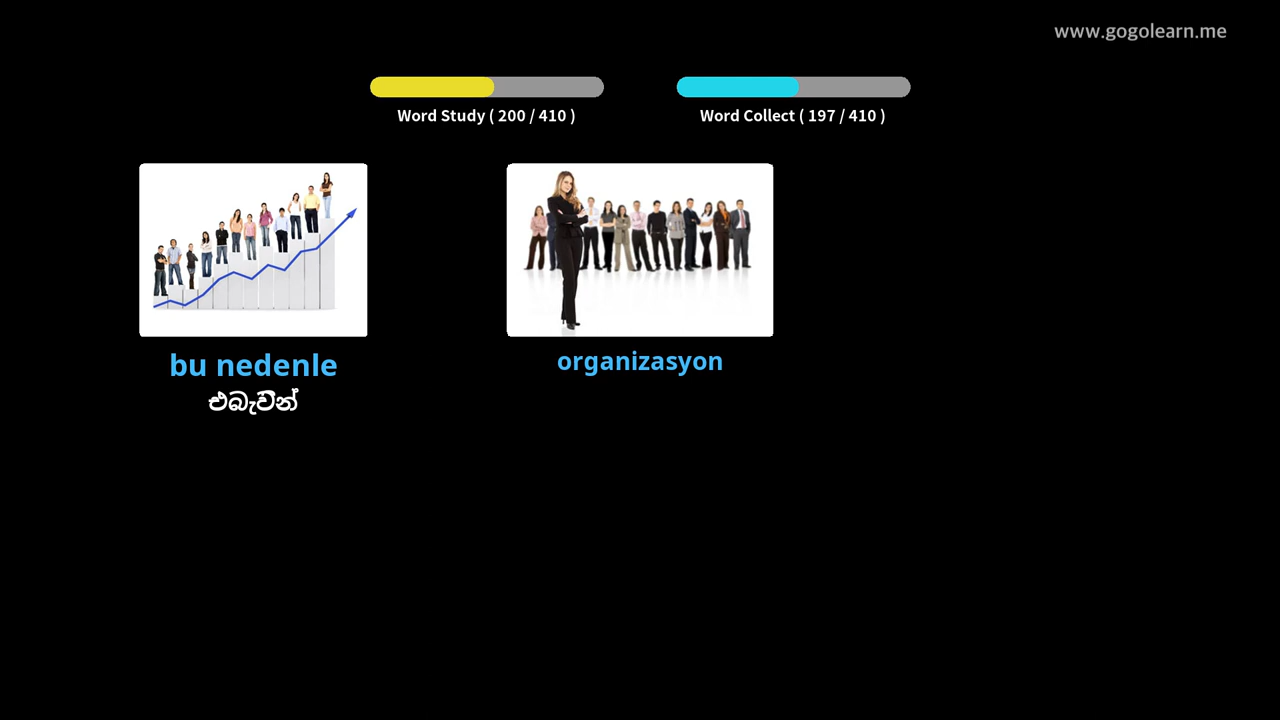 www.gogolearn.me
Word Study ( 200 / 410 )
Word Collect ( 197 / 410 )
bu nedenle
එබැවින්
organizasyon